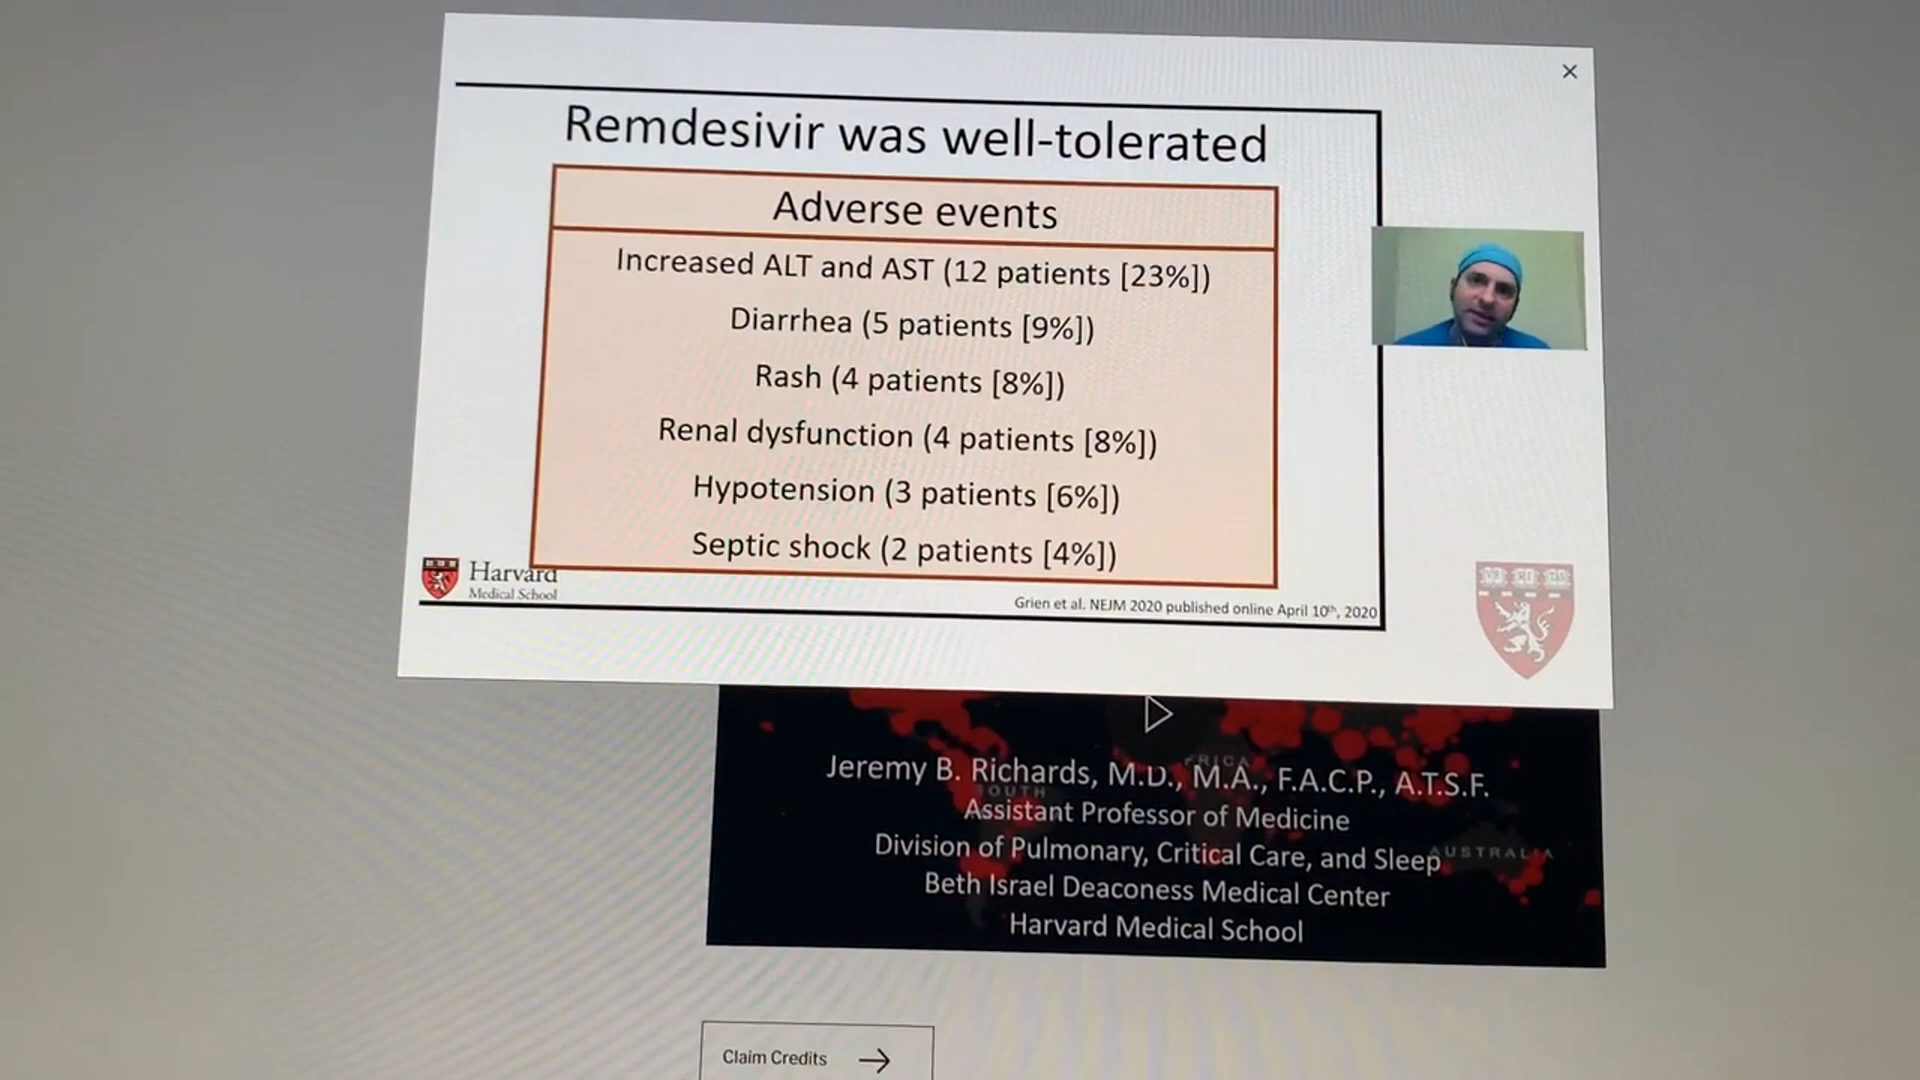 Remdesivir was well-tolerated
Adverse events
Increased ALT and AST (12 patients [23%])
Diarrhea (5 patients [9%])
Rash (4 patients [8%])
Renal dysfunction (4 patients [8%])
Hypotension (3 patients [6%])
Septic shock (2 patients [4%])
Harvard
Medical School
Grien et al. NEJM 2020 published online April 10th, 2020
Jeremy B. Richards, M.D., M.A., F.A.C.P., A.T.S.F.
SOUTH
Assistant Professor of Medicine
Division of Pulmonary, Critical Care, and Sleep
AUSTRALIA
Beth Israel Deaconess Medical Center
Harvard Medical School
Claim Credits